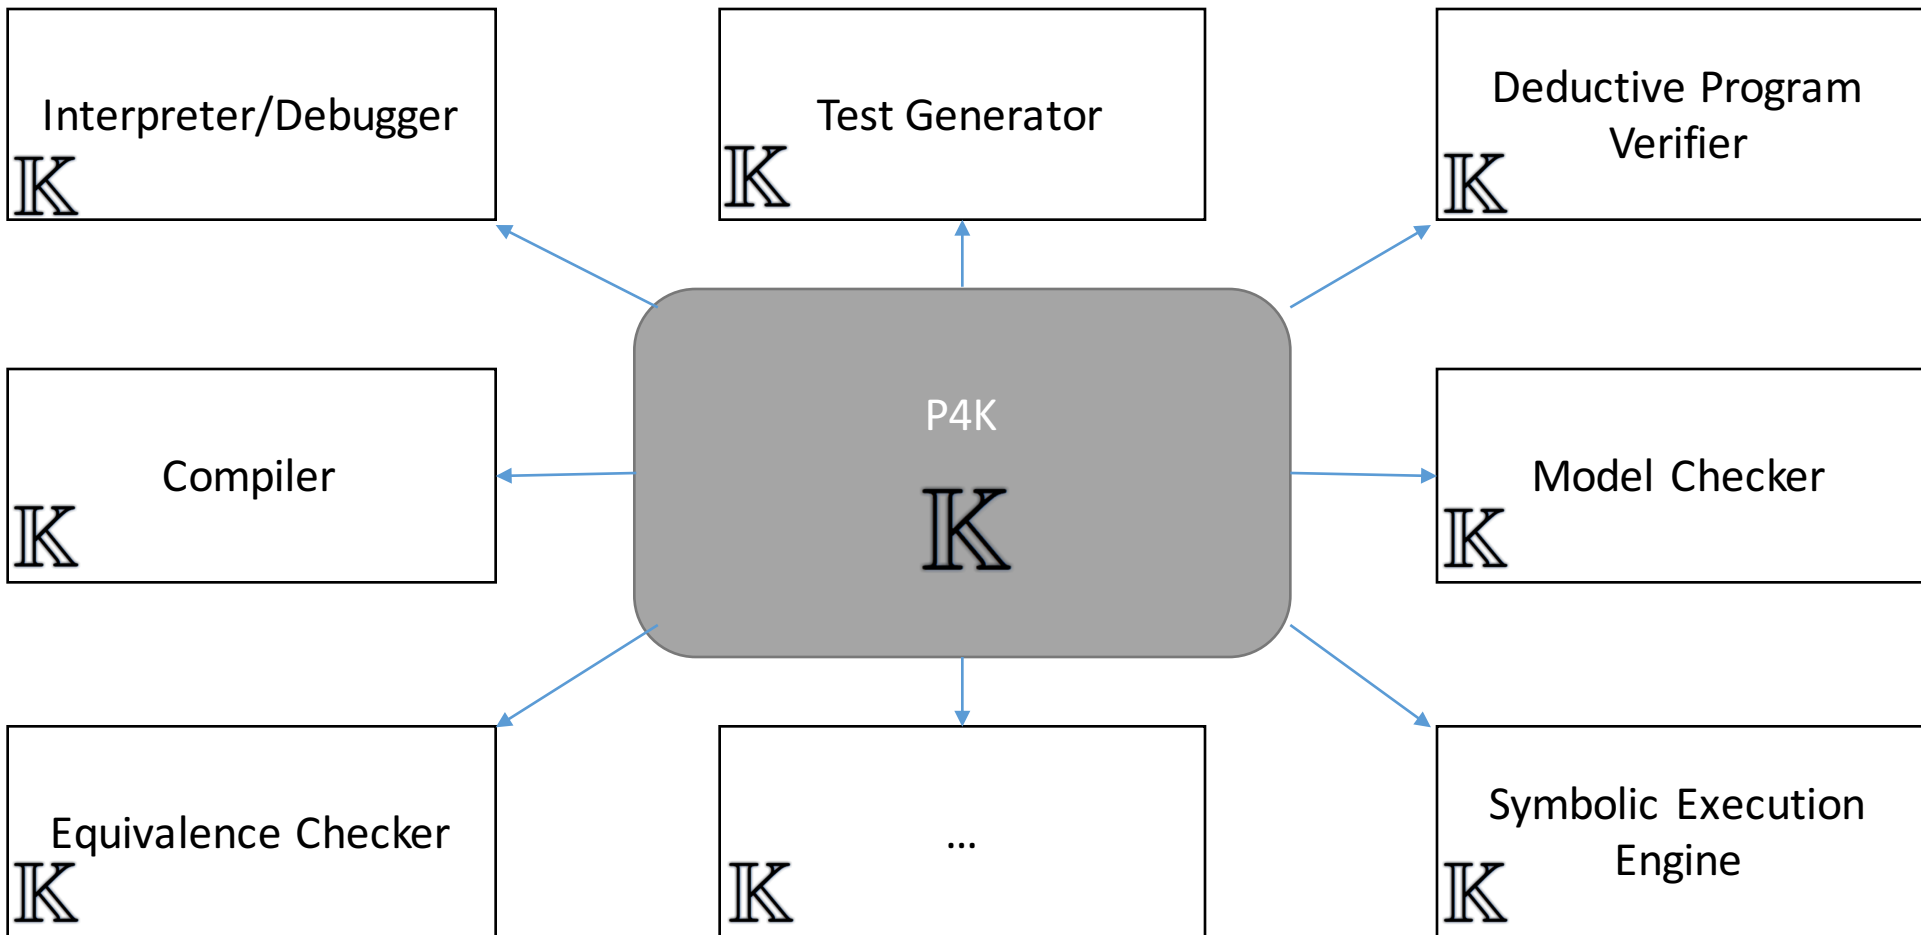 Interpreter/Debugger
𝕂
Test Generator
𝕂
Deductive Program
Verifier
𝕂
Compiler
𝕂
P4K
𝕂
Model Checker
𝕂
Equivalence Checker
𝕂
...
𝕂
Symbolic Execution
Engine
𝕂